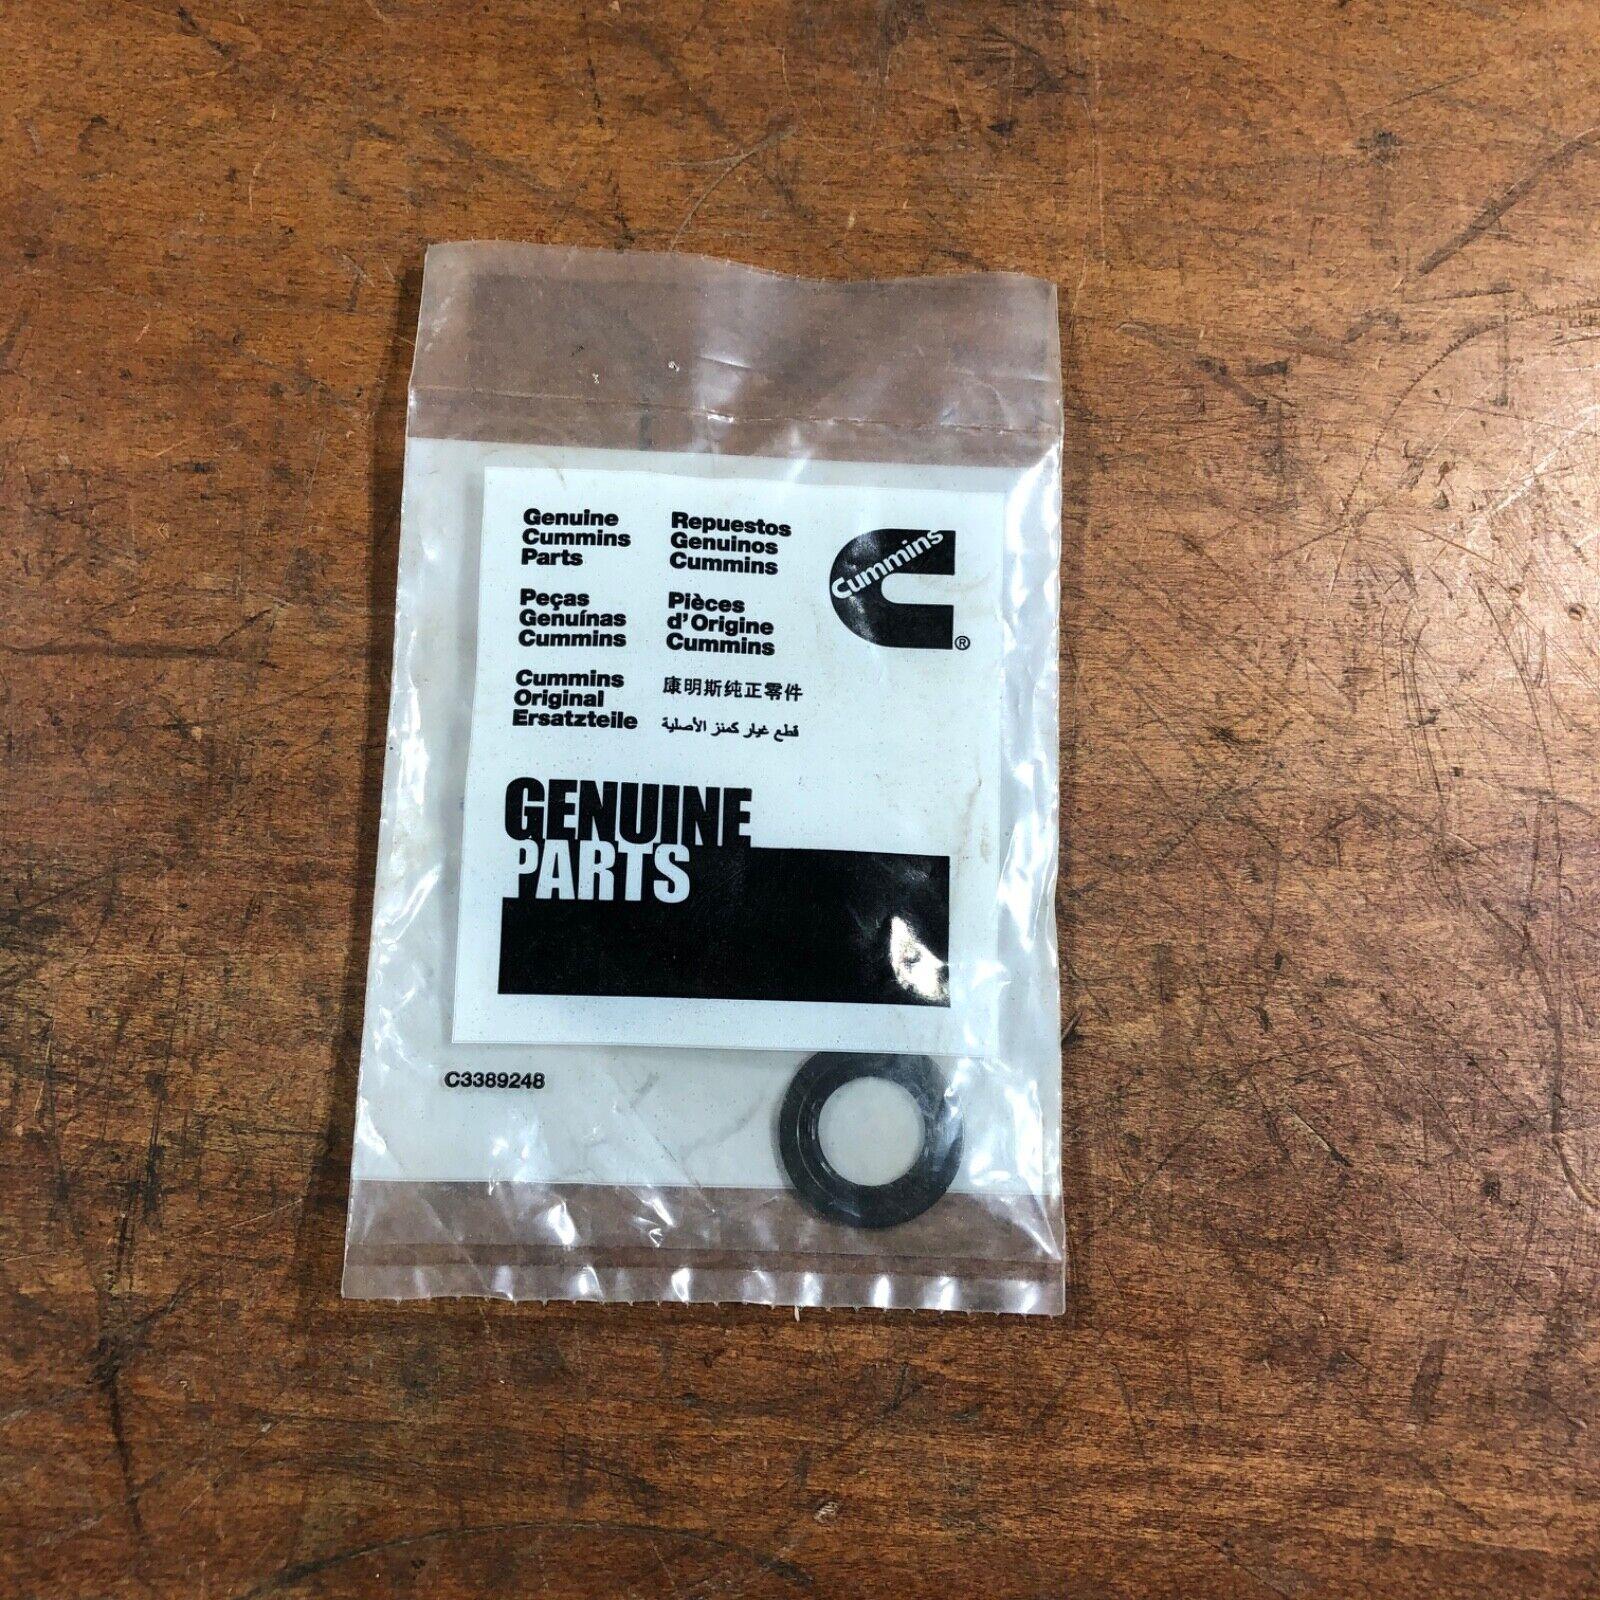 Genuine
Cummins
Parts
Repuestos
Genuinos
Cummins
Cummins
®
Peças
Genuínas
Cummins
Pièces
d'Origine
Cummins
Cummins
Original
Ersatzteile
康明斯纯正零件
قطع غيار كمنز الأصلية
GENUINE
PARTS
C3389248